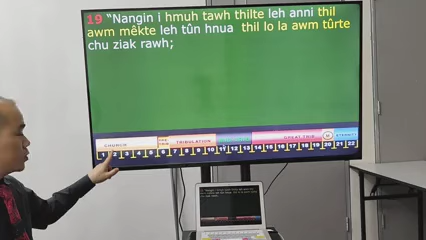 19 “Nangin i hmuh tawh thilte leh anni thil
awm mêkte leh tûn hnua thil lo la awm tûrte
chu ziak rawh;
CHURCH TRIBULATION GREAT TRIB ETERNITY
1 2 3 4 5 6 7 8 9 10 11 12 13 14 15 16 17 18 19 20 21 22